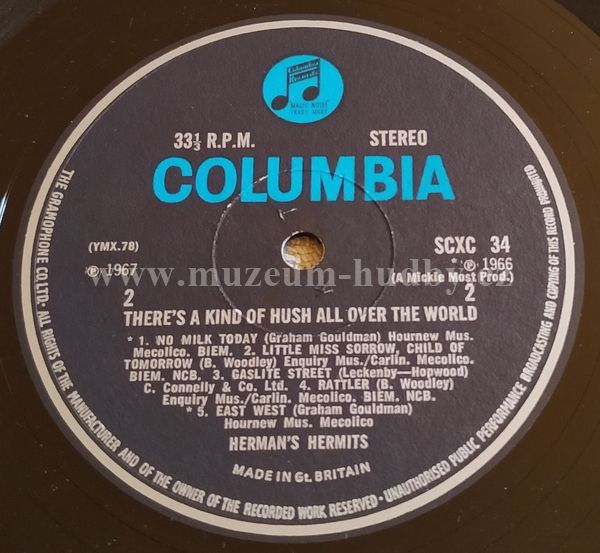 Columbia
Records
MAGIC NOTES
TRADE MARK
33⅓ R.P.M. STEREO
COLUMBIA
(YMX.78) SCXC 34
℗ 1967 * ℗ 1966
(A Mickie Most Prod.)
2 2
THERE'S A KIND OF HUSH ALL OVER THE WORLD
* 1. NO MILK TODAY (Graham Gouldman) Hournew Mus.
Mecolico. BIEM. 2. LITTLE MISS SORROW, CHILD OF
TOMORROW (B. Woodley) Enquiry Mus./Carlin. Mecolico.
BIEM. NCB. 3. GASLITE STREET (Leckenby—Hopwood)
C. Connelly & Co. Ltd. 4. RATTLER (B. Woodley)
Enquiry Mus./Carlin. Mecolico. BIEM. NCB.
* 5. EAST WEST (Graham Gouldman)
Hournew Mus. Mecolico
HERMAN'S HERMITS
MADE IN Gt. BRITAIN
THE GRAMOPHONE CO. LTD. · ALL RIGHTS OF THE MANUFACTURER AND OF THE OWNER OF THE RECORDED WORK RESERVED · UNAUTHORISED PUBLIC PERFORMANCE BROADCASTING AND COPYING OF THIS RECORD PROHIBITED